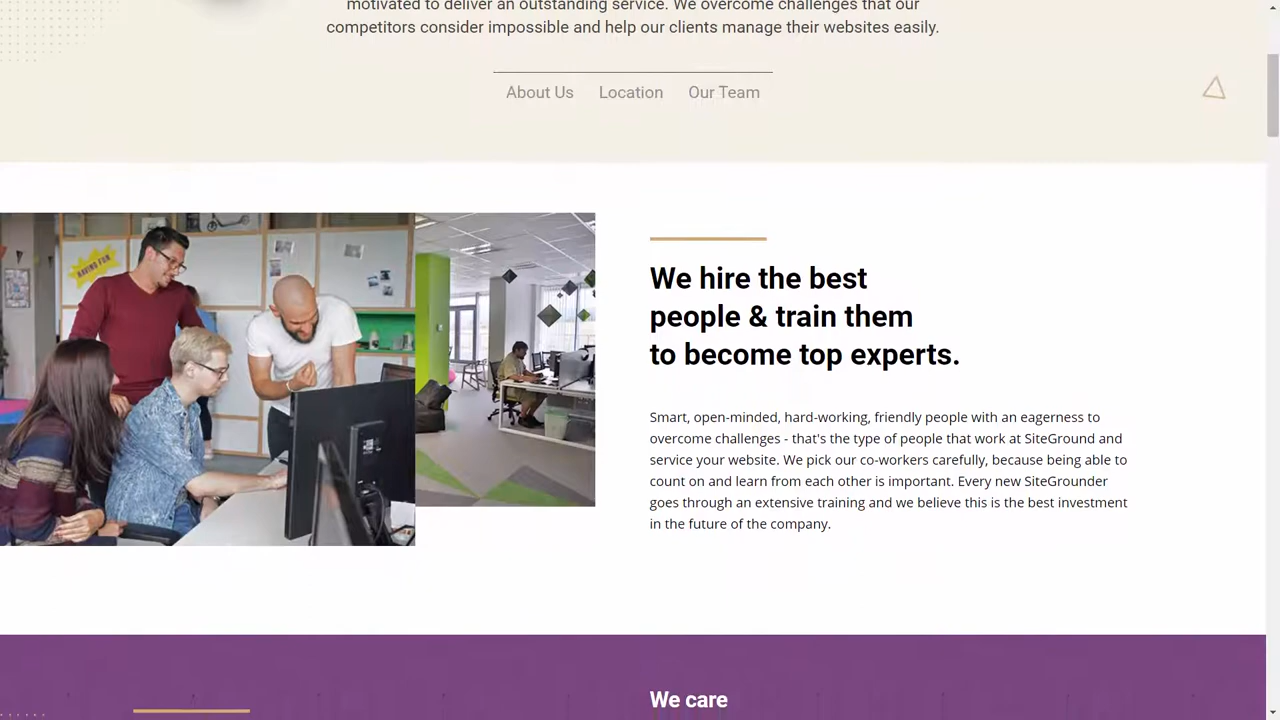 motivated to deliver an outstanding service. We overcome challenges that our
competitors consider impossible and help our clients manage their websites easily.
About Us Location Our Team
HAVING FUN
We hire the best
people & train them
to become top experts.
Smart, open-minded, hard-working, friendly people with an eagerness to
overcome challenges - that's the type of people that work at SiteGround and
service your website. We pick our co-workers carefully, because being able to
count on and learn from each other is important. Every new SiteGrounder
goes through an extensive training and we believe this is the best investment
in the future of the company.
We care